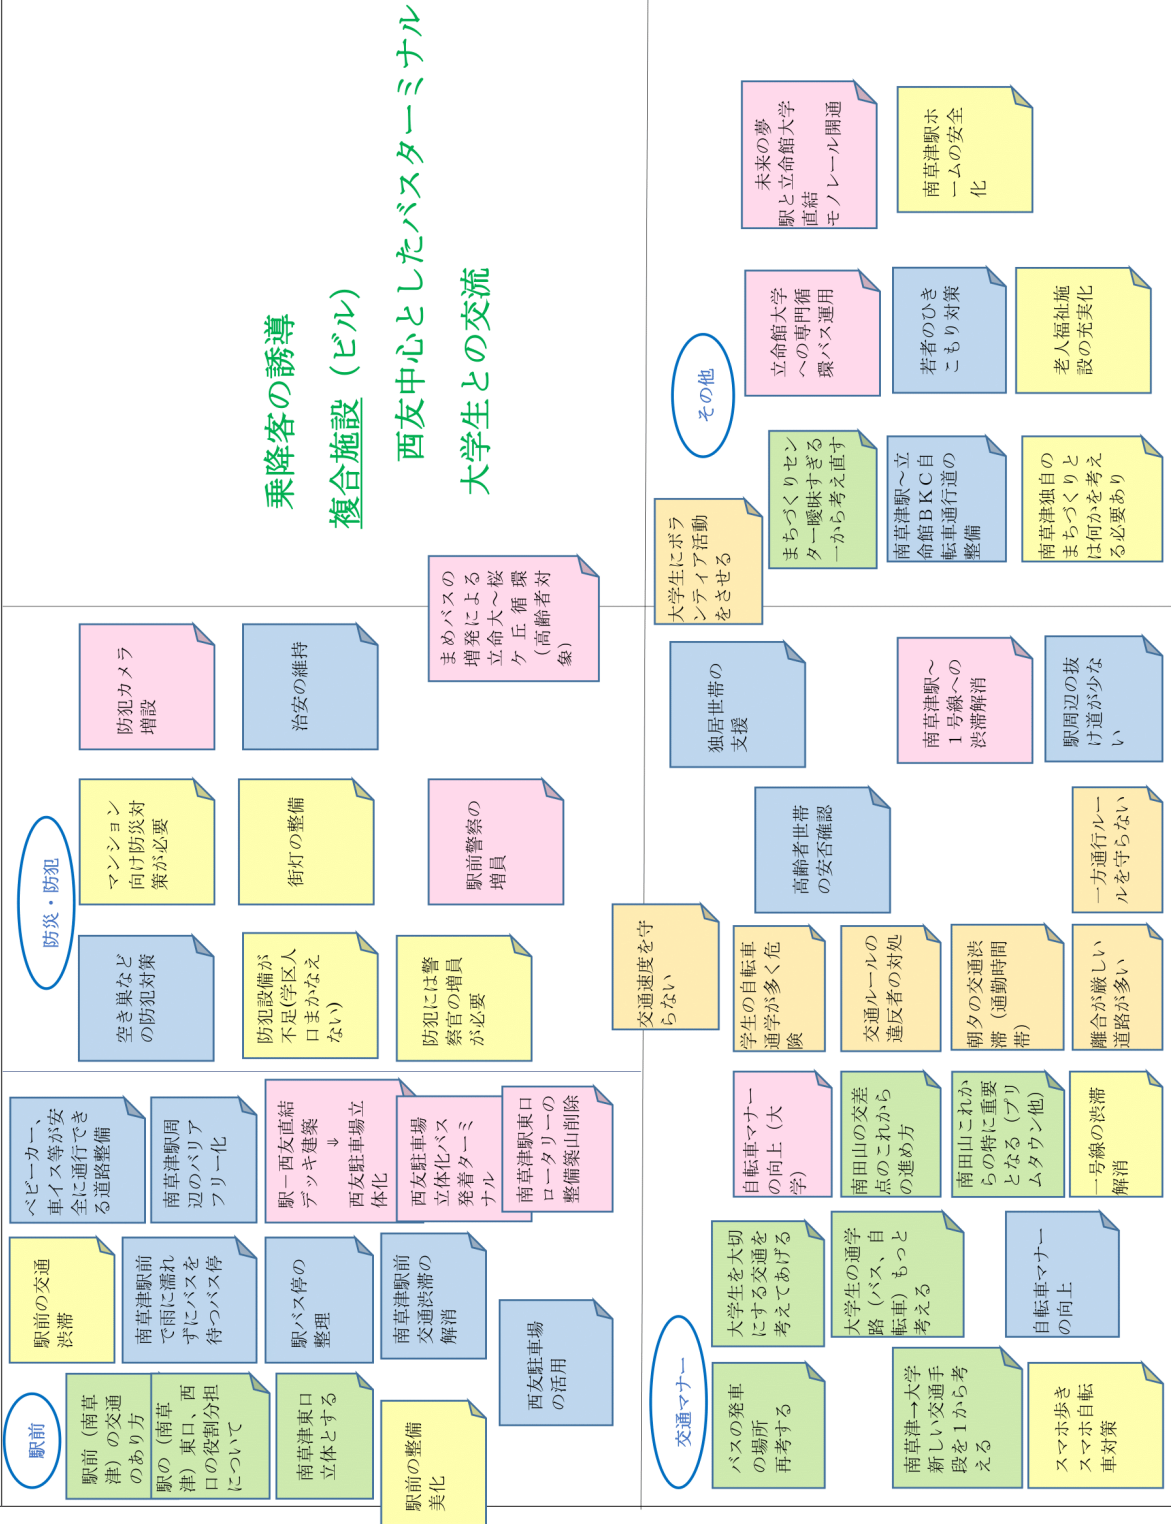 駅前
駅前（南草
津）の交通
のあり方
駅の（南草
津）東口、西
口の役割分担
について
南草津東口
立体とする
駅前の整備
美化
駅前の交通
渋滞
南草津駅前
で雨に濡れ
ずにバスを
待つバス停
駅バス停の
整理
南草津駅前
交通渋滞の
解消
西友駐車場
の活用
ベビーカー、
車イス等が安
全に通行でき
る道路整備
南草津駅周
辺のバリア
フリー化
駅－西友直結
デッキ建築
⇓
西友駐車場立
体化
西友駐車場
立体化バス
発着ターミ
ナル
南草津駅東口
ロータリーの
整備築山削除
防災・防犯
空き巣など
の防犯対策
防犯設備が
不足(学区人
口まかなえ
ない)
防犯には警
察官の増員
が必要
マンション
向け防災対
策が必要
街灯の整備
駅前警察の
増員
防犯カメラ
増設
治安の維持
まめバスの
増発による
立命大～桜
ケ丘循環
（高齢者対
象）
乗降客の誘導
複合施設（ビル）
西友中心としたバスターミナル
大学生との交流
交通マナー
バスの発車
の場所
再考する
南草津→大学
新しい交通手
段を１から考
える
スマホ歩き
スマホ自転
車対策
大学生を大切
にする交通を
考えてあげる
大学生の通学
路（バス、自
転車）もっと
考える
自転車マナー
の向上
自転車マナー
の向上（大
学）
南田山の交差
点のこれから
の進め方
南田山これか
らの特に重要
となる（プリ
ムタウン他）
一号線の渋滞
解消
交通速度を守
らない
学生の自転車
通学が多く危
険
交通ルールの
違反者の対処
朝夕の交通渋
滞（通勤時間
帯）
離合が厳しい
道路が多い
高齢者世帯
の安否確認
一方通行ルー
ルを守らない
独居世帯の
支援
南草津駅～
１号線への
渋滞解消
駅周辺の抜
け道が少な
い
その他
大学生にボラ
ンティア活動
をさせる
まちづくりセン
ター曖昧すぎる
一から考え直す
南草津駅～立
命館ＢＫＣ自
転車通行道の
整備
南草津独自の
まちづくりと
は何かを考え
る必要あり
立命館大学
への専門循
環バス運用
若者のひき
こもり対策
老人福祉施
設の充実化
未来の夢
駅と立命館大学
直結
モノレール開通
南草津駅ホ
ームの安全
化